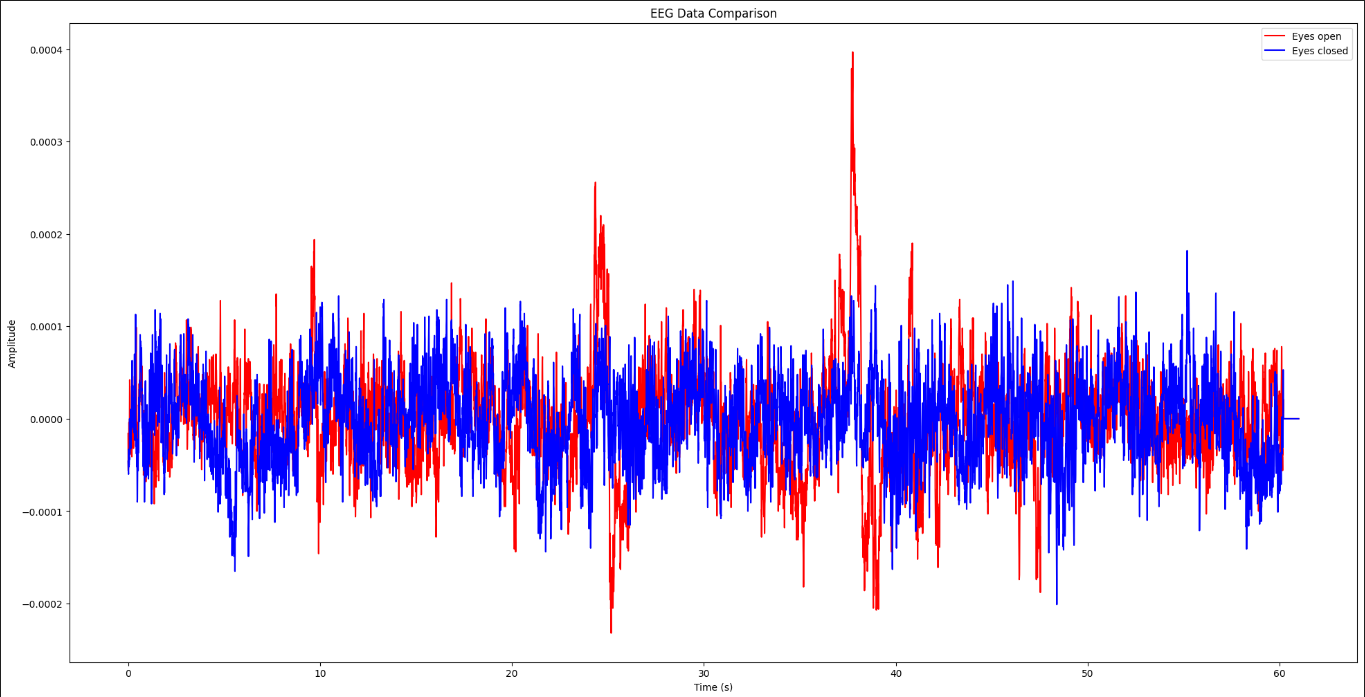 EEG Data Comparison
Eyes open
Eyes closed
0.0004
0.0003
0.0002
0.0001
0.0000
−0.0001
−0.0002
Amplitude
0 10 20 30 40 50 60
Time (s)